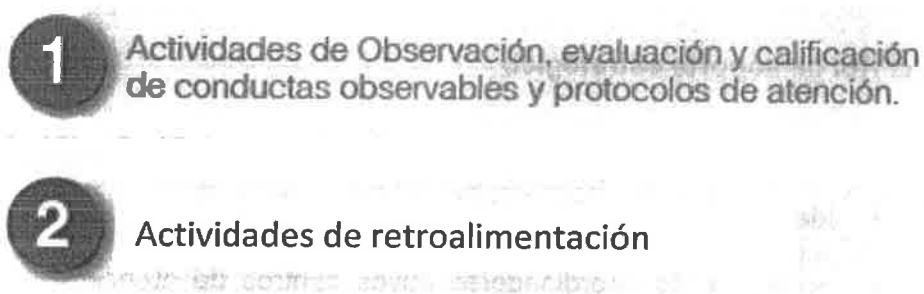 1 Actividades de Observación, evaluación y calificación
de conductas observables y protocolos de atención.
2 Actividades de retroalimentación